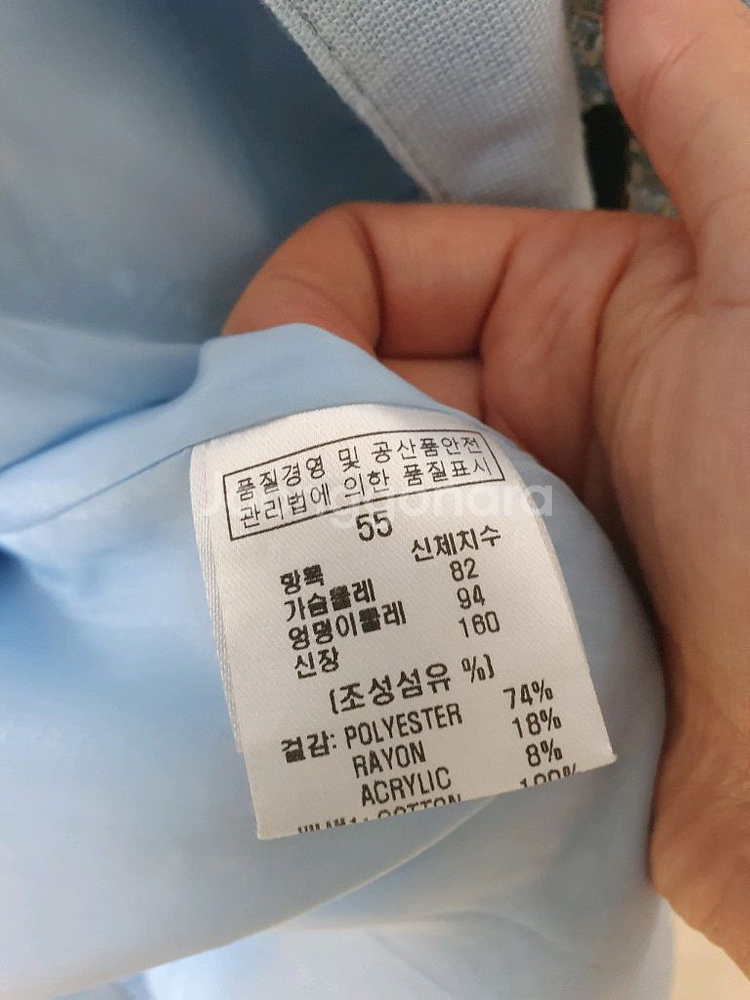 품질경영 및 공산품안전
관리법에 의한 품질표시
55
항목 신체치수
가슴둘레 82
엉덩이둘레 94
신장 160
[조성섬유 %]
겉감: POLYESTER 74%
RAYON 18%
ACRYLIC 8%
COTTON 100%